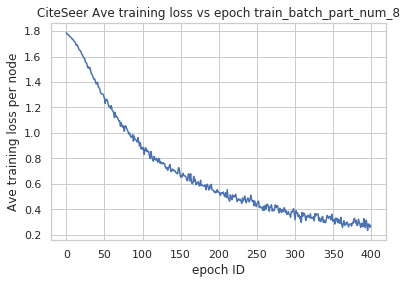 CiteSeer Ave training loss vs epoch train_batch_part_num_8
Ave training loss per node
1.8
1.6
1.4
1.2
1.0
0.8
0.6
0.4
0.2
0 50 100 150 200 250 300 350 400
epoch ID